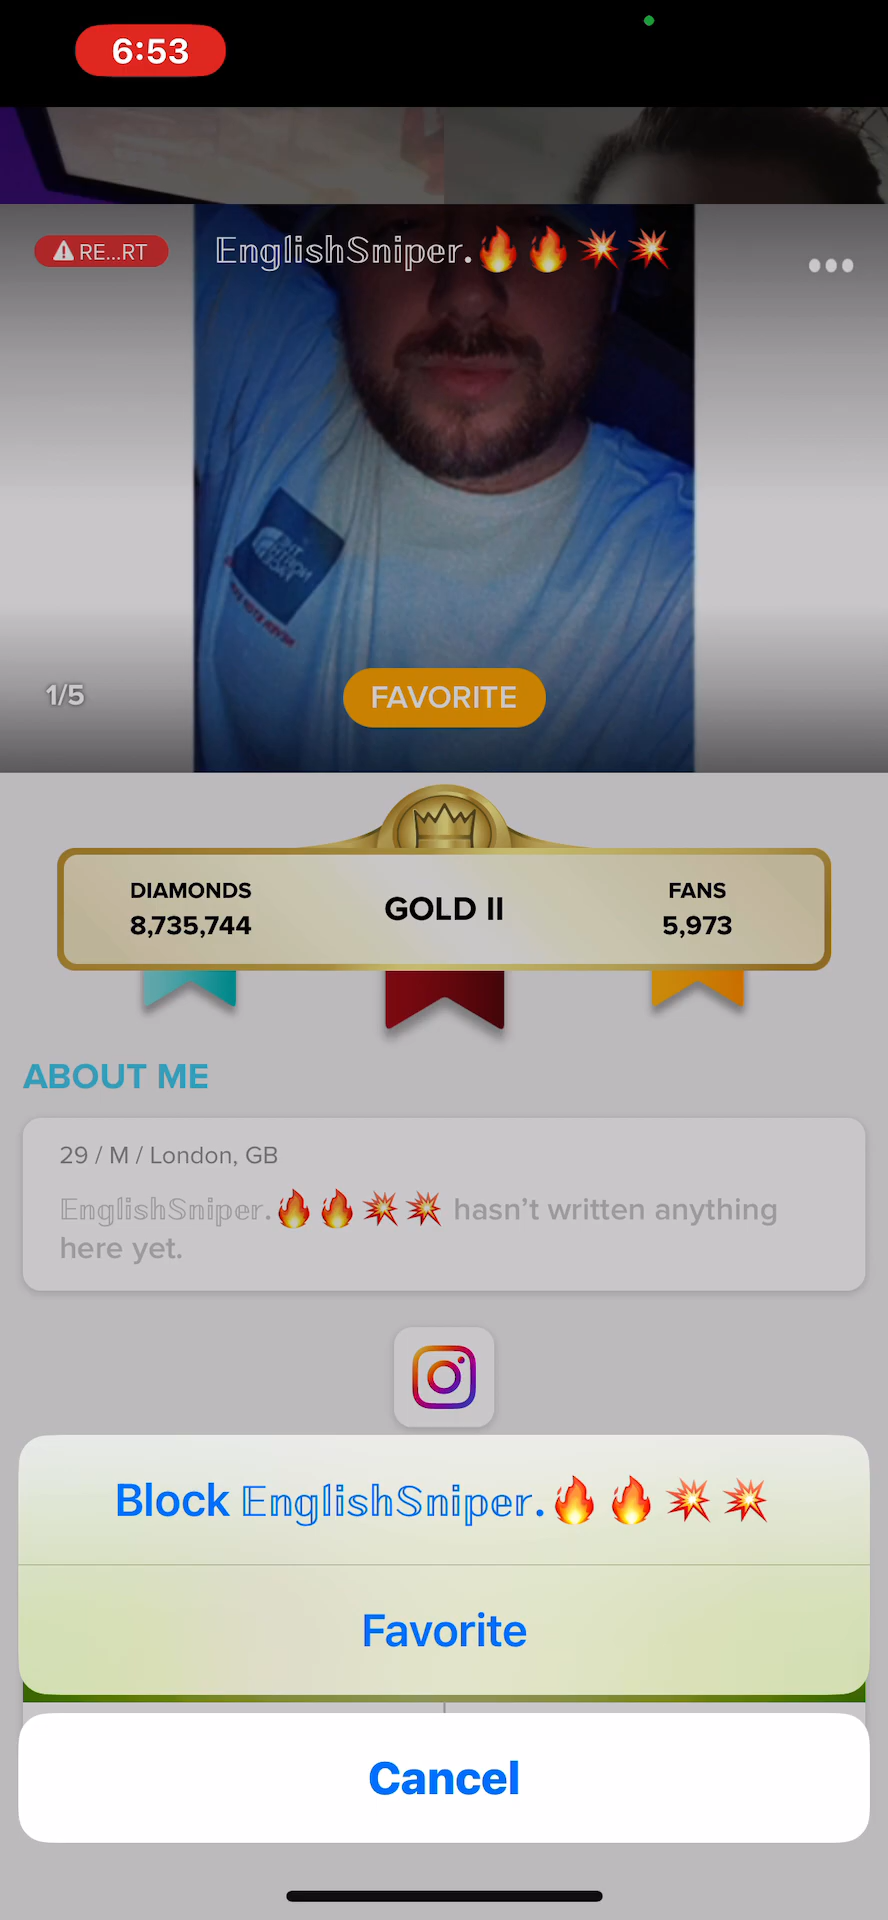 6:53
RE...RT
𝔼𝕟𝕘𝕝𝕚𝕤𝕙𝕊𝕟𝕚𝕡𝕖𝕣.🔥🔥💥💥
1/5
FAVORITE
DIAMONDS
8,735,744
GOLD II
FANS
5,973
ABOUT ME
29 / M / London, GB
𝔼𝕟𝕘𝕝𝕚𝕤𝕙𝕊𝕟𝕚𝕡𝕖𝕣.🔥🔥💥💥 hasn't written anything
here yet.
Block 𝔼𝕟𝕘𝕝𝕚𝕤𝕙𝕊𝕟𝕚𝕡𝕖𝕣.🔥🔥💥💥
Favorite
Cancel